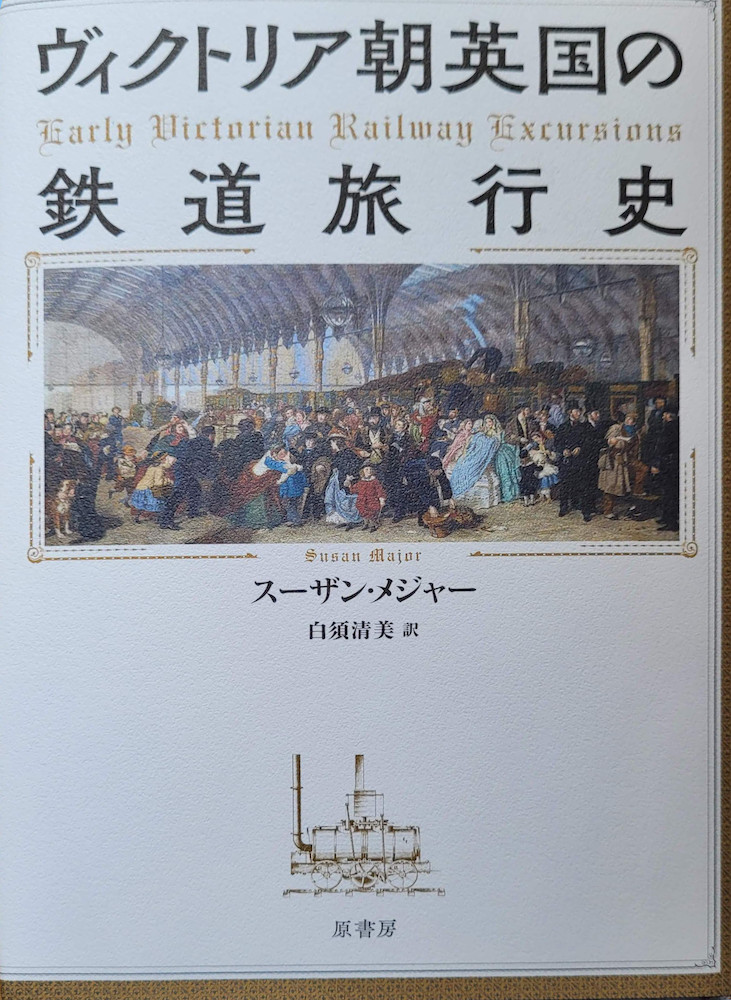 ヴィクトリア朝英国の
Early Victorian Railway Excursions
鉄道旅行史
Susan Major
スーザン・メジャー
白須清美 訳
原書房